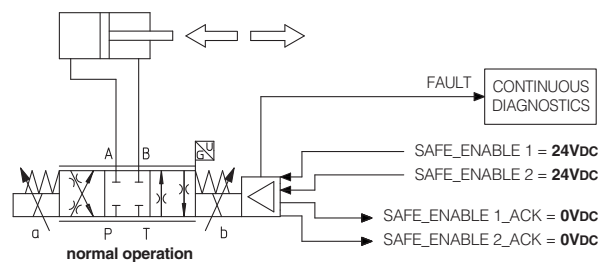 FAULT
CONTINUOUS
DIAGNOSTICS
A B
U
G
SAFE_ENABLE 1 = 24VDC
SAFE_ENABLE 2 = 24VDC
SAFE_ENABLE 1_ACK = 0VDC
SAFE_ENABLE 2_ACK = 0VDC
a P T b
normal operation